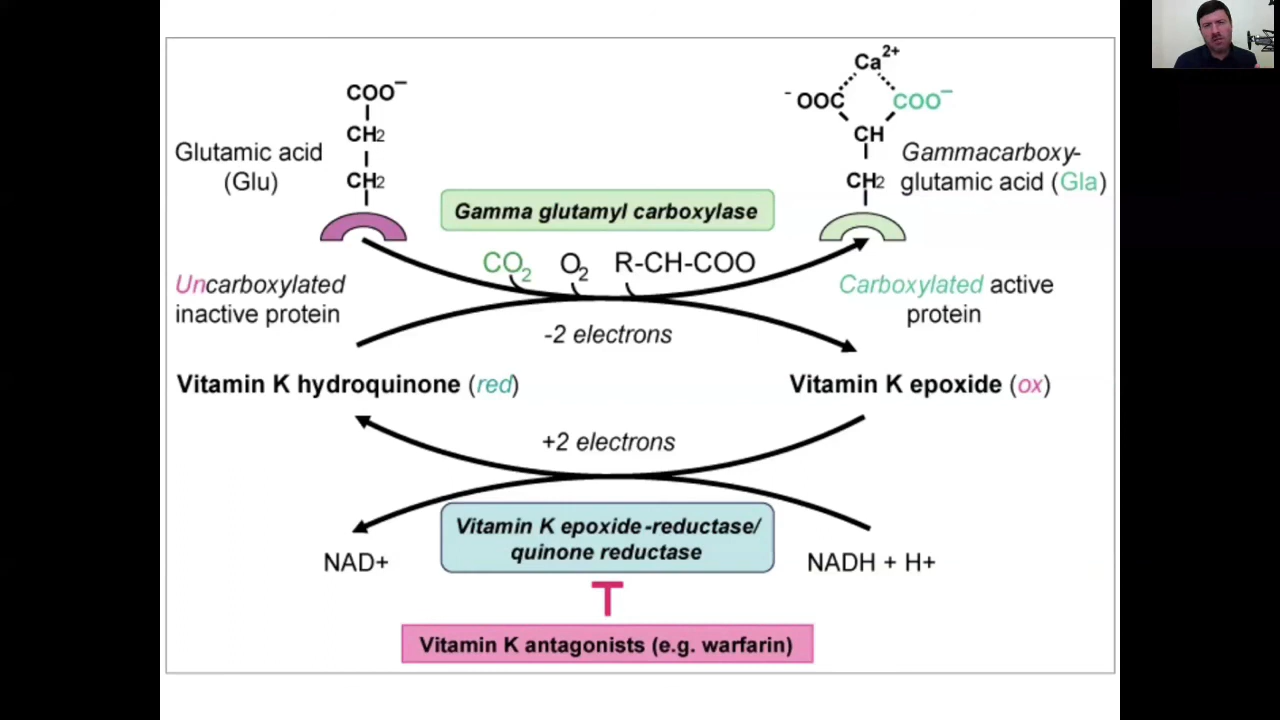 COO⁻
CH2
CH2
Glutamic acid
(Glu)
Ca²⁺
⁻OOC
COO⁻
CH
CH2
Gammacarboxy-
glutamic acid (Gla)
Gamma glutamyl carboxylase
CO₂ O₂ R-CH-COO
Uncarboxylated
inactive protein
Carboxylated active
protein
-2 electrons
Vitamin K hydroquinone (red)
Vitamin K epoxide (ox)
+2 electrons
Vitamin K epoxide-reductase/
quinone reductase
NAD+
NADH + H+
Vitamin K antagonists (e.g. warfarin)